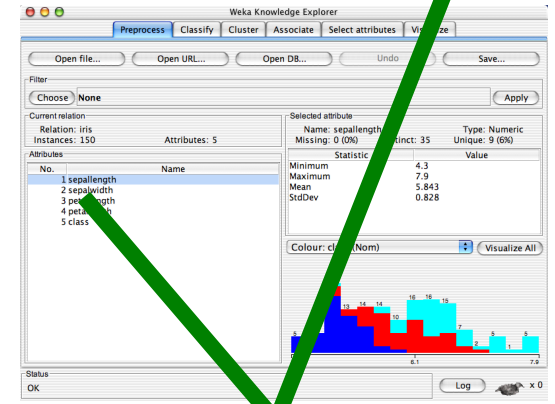 Weka Knowledge Explorer
Preprocess Classify Cluster Associate Select attributes
Open file... Open URL... Open DB... Undo Save...
Filter
Choose None Apply
Current relation
Relation: iris
Instances: 150 Attributes: 5
Attributes
No. Name
1 sepallength
2 sepalwidth
3
4
5 class
Selected attribute
Name: sepallength Type: Numeric
Missing: 0 (0%) 35 Unique: 9 (6%)
Statistic Value
Minimum 4.3
Maximum 7.9
Mean 5.843
StdDev 0.828
Colour: (Nom) Visualize All
16 16 15
14 14
13
10
7
5 5
2
1
6.1 7.9
Status
OK Log x 0